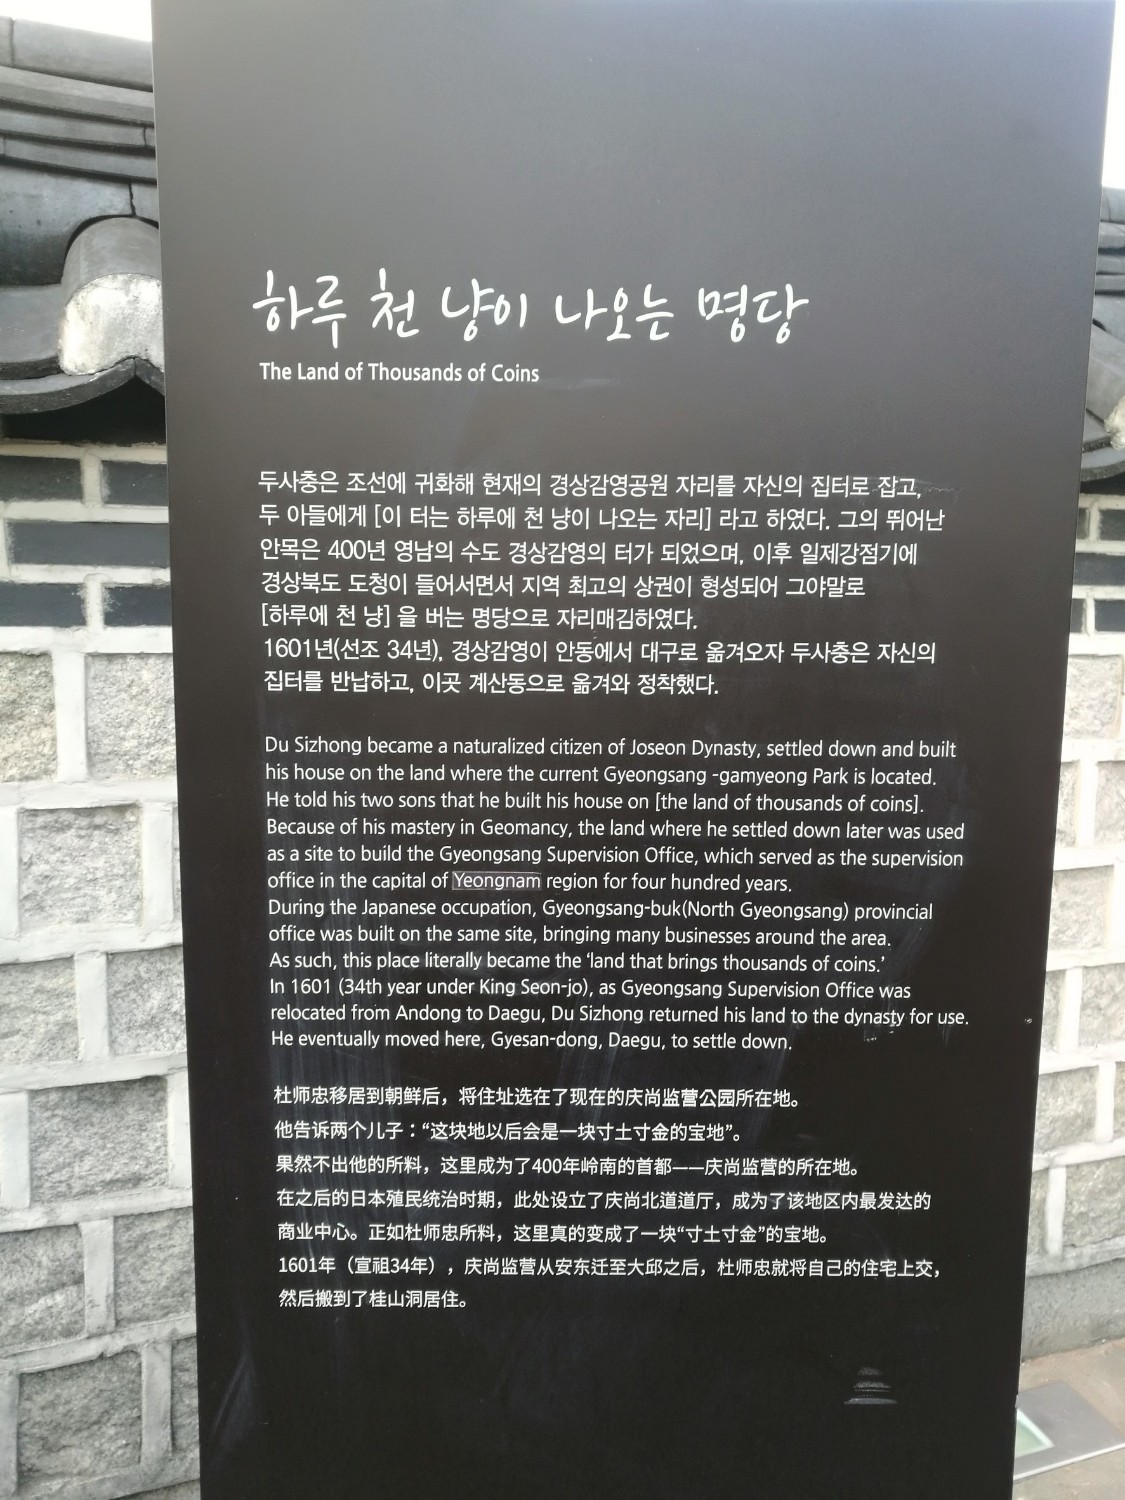 하루 천 냥이 나오는 명당
The Land of Thousands of Coins
두사충은 조선에 귀화해 현재의 경상감영공원 자리를 자신의 집터로 잡고,
두 아들에게 [이 터는 하루에 천 냥이 나오는 자리] 라고 하였다. 그의 뛰어난
안목은 400년 영남의 수도 경상감영의 터가 되었으며, 이후 일제강점기에
경상북도 도청이 들어서면서 지역 최고의 상권이 형성되어 그야말로
[하루에 천 냥] 을 버는 명당으로 자리매김하였다.
1601년(선조 34년), 경상감영이 안동에서 대구로 옮겨오자 두사충은 자신의
집터를 반납하고, 이곳 계산동으로 옮겨와 정착했다.
Du Sizhong became a naturalized citizen of Joseon Dynasty, settled down and built
his house on the land where the current Gyeongsang -gamyeong Park is located.
He told his two sons that he built his house on [the land of thousands of coins].
Because of his mastery in Geomancy, the land where he settled down later was used
as a site to build the Gyeongsang Supervision Office, which served as the supervision
office in the capital of Yeongnam region for four hundred years.
During the Japanese occupation, Gyeongsang-buk(North Gyeongsang) provincial
office was built on the same site, bringing many businesses around the area.
As such, this place literally became the ‘land that brings thousands of coins.’
In 1601 (34th year under King Seon-jo), as Gyeongsang Supervision Office was
relocated from Andong to Daegu, Du Sizhong returned his land to the dynasty for use.
He eventually moved here, Gyesan-dong, Daegu, to settle down.
杜师忠移居到朝鲜后，将住址选在了现在的庆尚监营公园所在地。
他告诉两个儿子：“这块地以后会是一块寸土寸金的宝地”。
果然不出他的所料，这里成为了400年岭南的首都——庆尚监营的所在地。
在之后的日本殖民统治时期，此处设立了庆尚北道道厅，成为了该地区内最发达的
商业中心。正如杜师忠所料，这里真的变成了一块“寸土寸金”的宝地。
1601年（宣祖34年），庆尚监营从安东迁至大邱之后，杜师忠就将自己的住宅上交，
然后搬到了桂山洞居住。